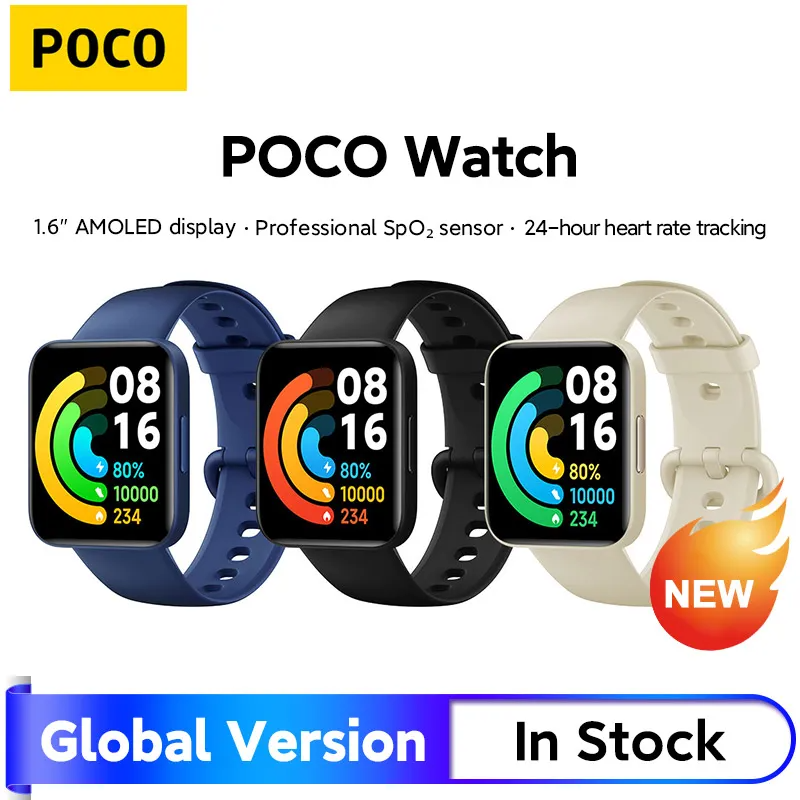 POCO
POCO Watch
1.6" AMOLED display · Professional SpO₂ sensor · 24-hour heart rate tracking
08
16
80%
10000
234
08
16
80%
10000
234
08
16
80%
10000
234
NEW
Global Version
In Stock